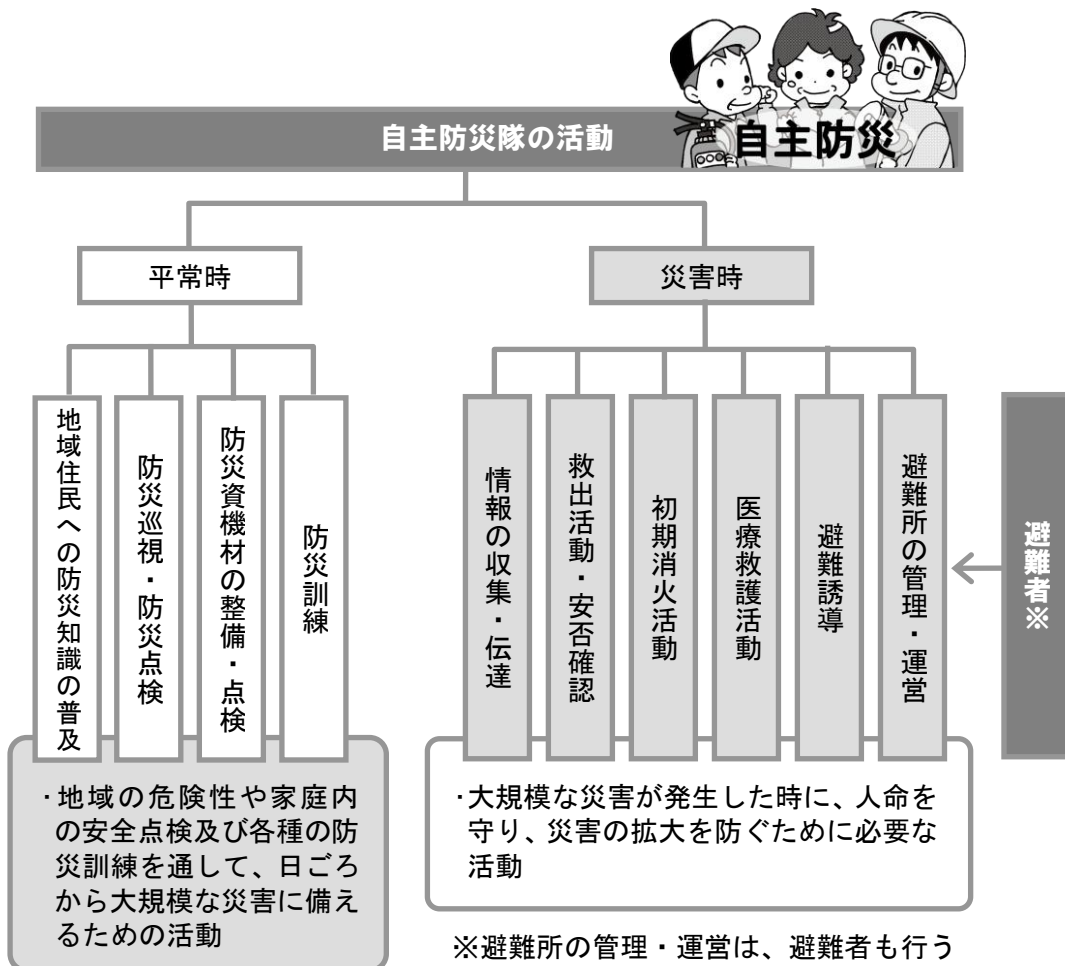 自主防災隊の活動
自主防災
平常時
災害時
地域住民への防災知識の普及
防災巡視・防災点検
防災資機材の整備・点検
防災訓練
情報の収集・伝達
救出活動・安否確認
初期消火活動
医療救護活動
避難誘導
避難所の管理・運営
避難者※
・地域の危険性や家庭内
の安全点検及び各種の防
災訓練を通して、日ごろ
から大規模な災害に備え
るための活動
・大規模な災害が発生した時に、人命を
守り、災害の拡大を防ぐために必要な
活動
※避難所の管理・運営は、避難者も行う